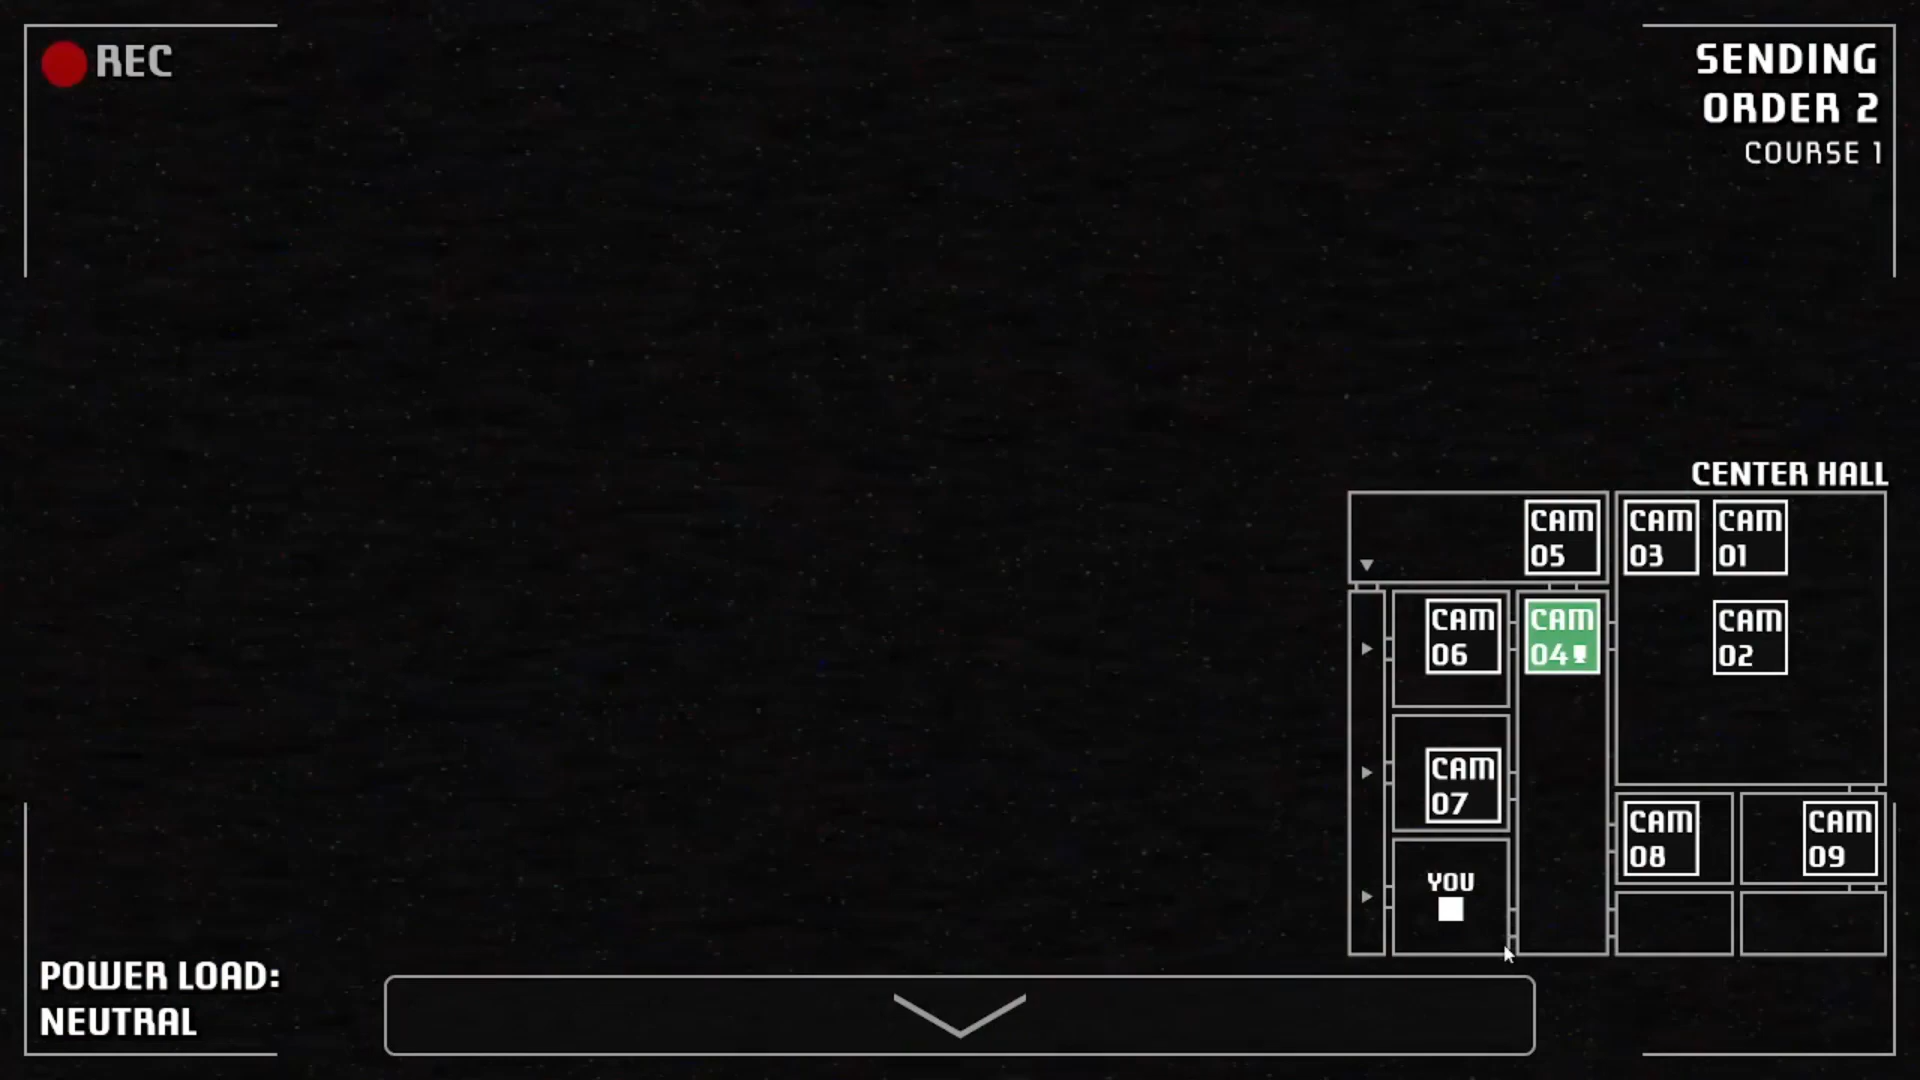 REC
SENDING
ORDER 2
COURSE 1
CENTER HALL
CAM
05
CAM
03
CAM
01
CAM
06
CAM
04
CAM
02
CAM
07
CAM
08
CAM
09
YOU
POWER LOAD:
NEUTRAL